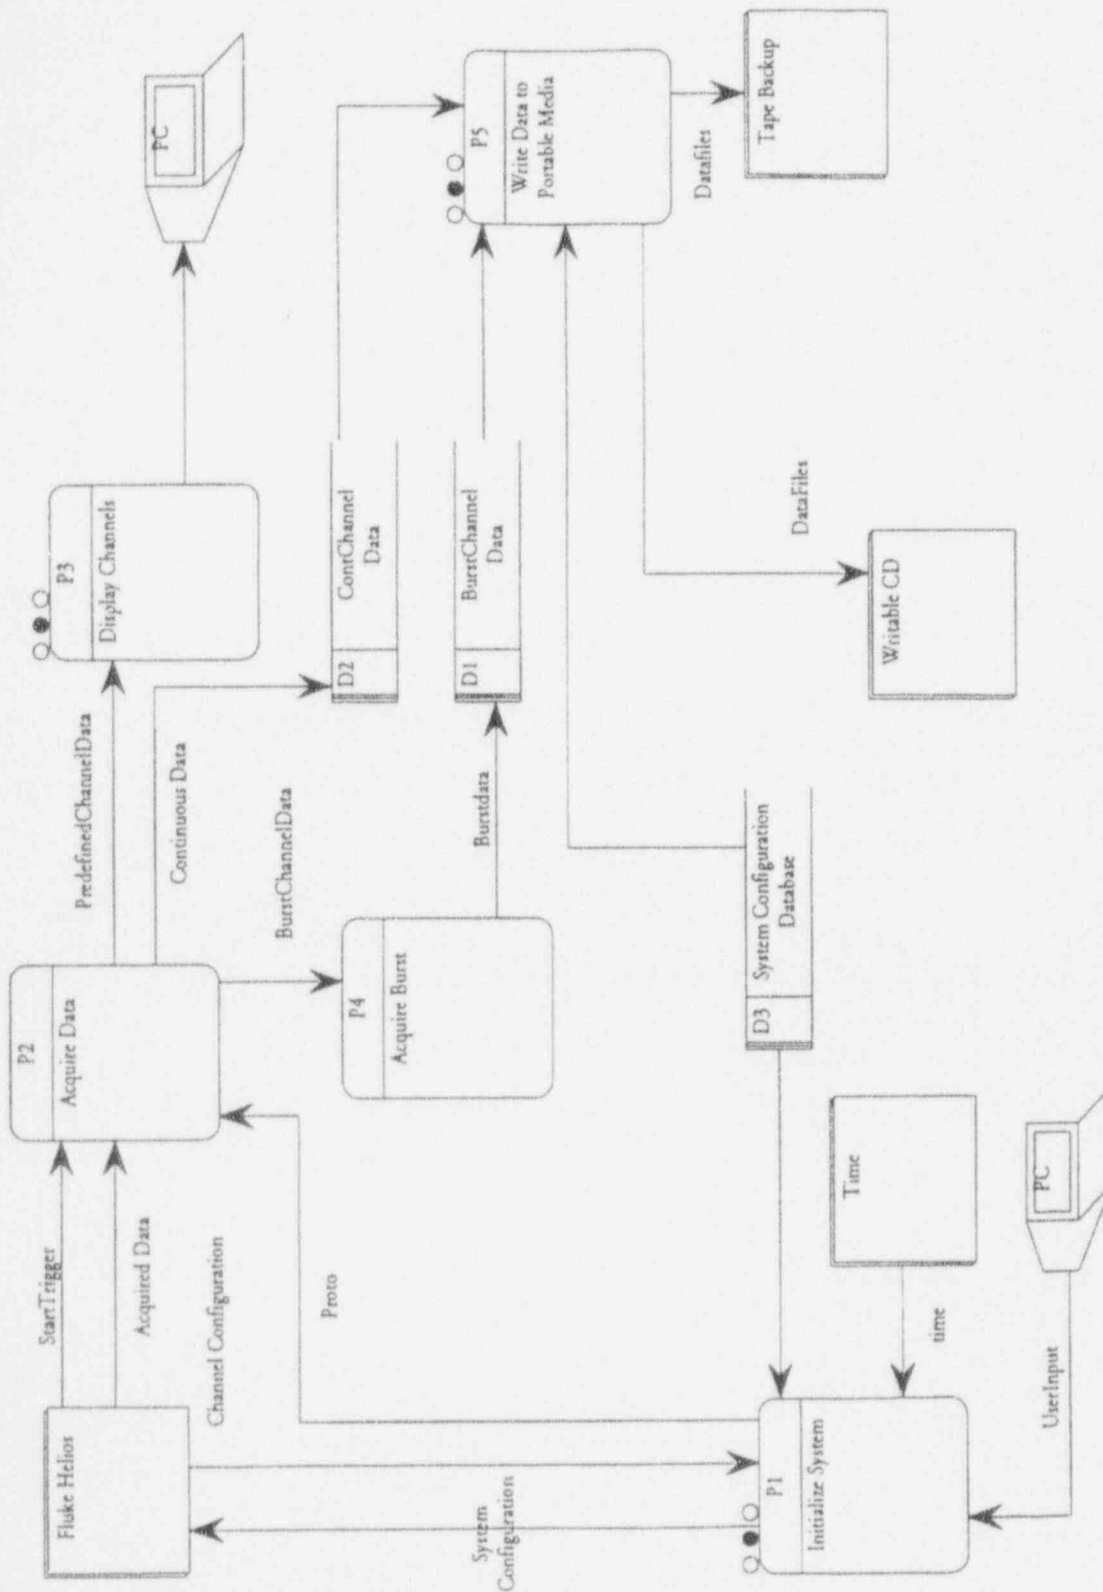 Fluke Helios
StartTrigger
Acquired Data
P2
Acquire Data
PredefinedChannelData
P3
Display Channels
PC
Continuous Data
Channel Configuration
BurstChannelData
D2
ContChannel
Data
Proto
P4
Acquire Burst
Burstdata
D1
BurstChannel
Data
P5
Write Data to
Portable Media
System
Configuration
Datafiles
Tape Backup
P1
Initialize System
D3
System Configuration
Database
DataFiles
Writable CD
time
Time
UserInput
PC